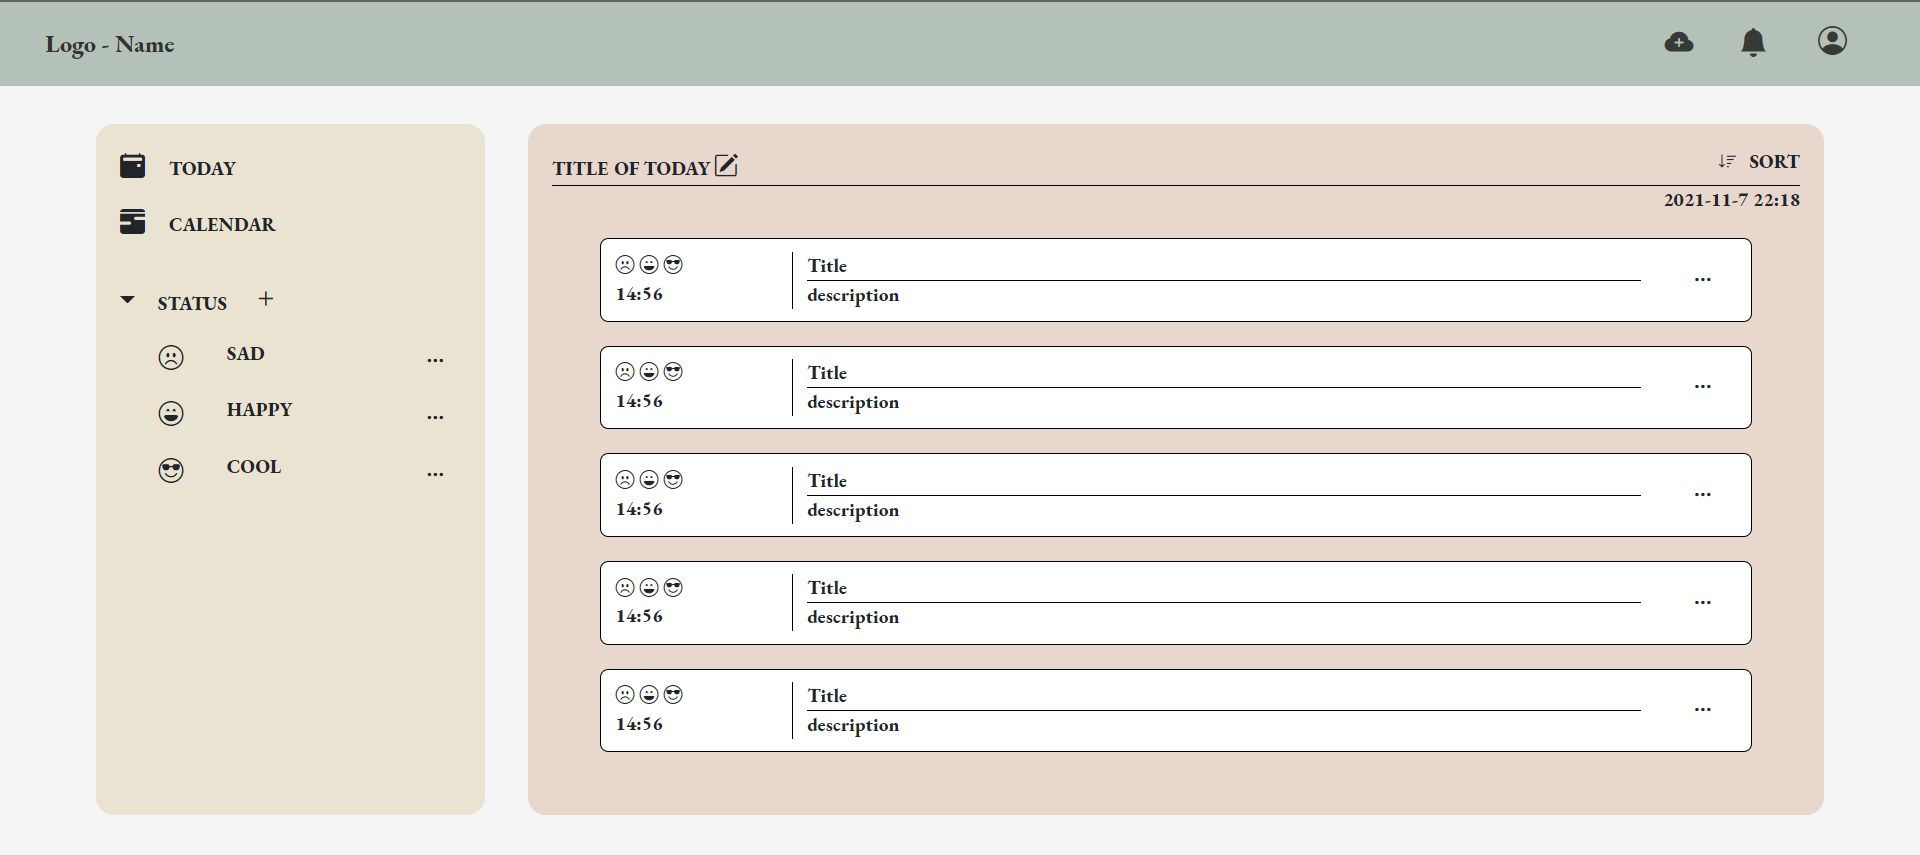 Logo - Name
TODAY
CALENDAR
STATUS
SAD
...
HAPPY
...
COOL
...
TITLE OF TODAY
SORT
2021-11-7 22:18
14:56
Title
description
...
14:56
Title
description
...
14:56
Title
description
...
14:56
Title
description
...
14:56
Title
description
...